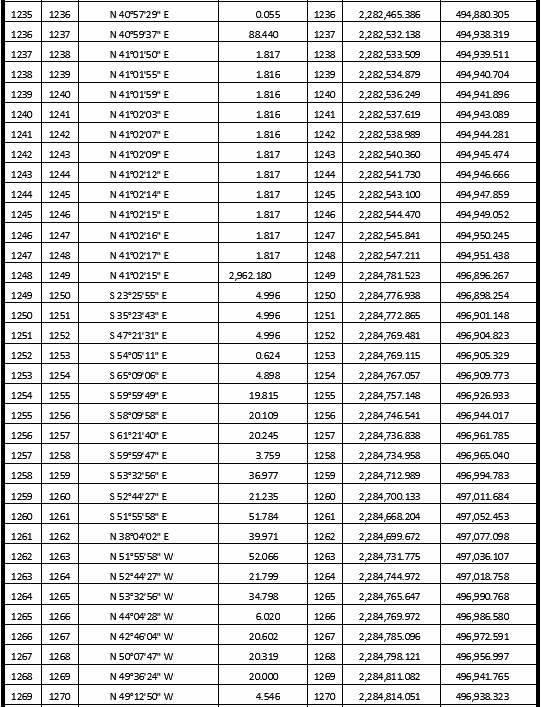 1235 1236 N 40°57'29" E 0.055 1236 2,282,465.386 494,880.305
1236 1237 N 40°59'37" E 88.440 1237 2,282,532.138 494,938.319
1237 1238 N 41°01'50" E 1.817 1238 2,282,533.509 494,939.511
1238 1239 N 41°01'55" E 1.816 1239 2,282,534.879 494,940.704
1239 1240 N 41°01'59" E 1.816 1240 2,282,536.249 494,941.896
1240 1241 N 41°02'03" E 1.816 1241 2,282,537.619 494,943.089
1241 1242 N 41°02'07" E 1.816 1242 2,282,538.989 494,944.281
1242 1243 N 41°02'09" E 1.817 1243 2,282,540.360 494,945.474
1243 1244 N 41°02'12" E 1.817 1244 2,282,541.730 494,946.666
1244 1245 N 41°02'14" E 1.817 1245 2,282,543.100 494,947.859
1245 1246 N 41°02'15" E 1.817 1246 2,282,544.470 494,949.052
1246 1247 N 41°02'16" E 1.817 1247 2,282,545.841 494,950.245
1247 1248 N 41°02'17" E 1.817 1248 2,282,547.211 494,951.438
1248 1249 N 41°02'15" E 2,962.180 1249 2,284,781.523 496,896.267
1249 1250 S 23°25'55" E 4.996 1250 2,284,776.938 496,898.254
1250 1251 S 35°23'43" E 4.996 1251 2,284,772.865 496,901.148
1251 1252 S 47°21'31" E 4.996 1252 2,284,769.481 496,904.823
1252 1253 S 54°05'11" E 0.624 1253 2,284,769.115 496,905.329
1253 1254 S 65°09'06" E 4.898 1254 2,284,767.057 496,909.773
1254 1255 S 59°59'49" E 19.815 1255 2,284,757.148 496,926.933
1255 1256 S 58°09'58" E 20.109 1256 2,284,746.541 496,944.017
1256 1257 S 61°21'40" E 20.245 1257 2,284,736.838 496,961.785
1257 1258 S 59°59'47" E 3.759 1258 2,284,734.958 496,965.040
1258 1259 S 53°32'56" E 36.977 1259 2,284,712.989 496,994.783
1259 1260 S 52°44'27" E 21.235 1260 2,284,700.133 497,011.684
1260 1261 S 51°55'58" E 51.784 1261 2,284,668.204 497,052.453
1261 1262 N 38°04'02" E 39.971 1262 2,284,699.672 497,077.098
1262 1263 N 51°55'58" W 52.066 1263 2,284,731.775 497,036.107
1263 1264 N 52°44'27" W 21.799 1264 2,284,744.972 497,018.758
1264 1265 N 53°32'56" W 34.798 1265 2,284,765.647 496,990.768
1265 1266 N 44°04'28" W 6.020 1266 2,284,769.972 496,986.580
1266 1267 N 42°46'04" W 20.602 1267 2,284,785.096 496,972.591
1267 1268 N 50°07'47" W 20.319 1268 2,284,798.121 496,956.997
1268 1269 N 49°36'24" W 20.000 1269 2,284,811.082 496,941.765
1269 1270 N 49°12'50" W 4.546 1270 2,284,814.051 496,938.323